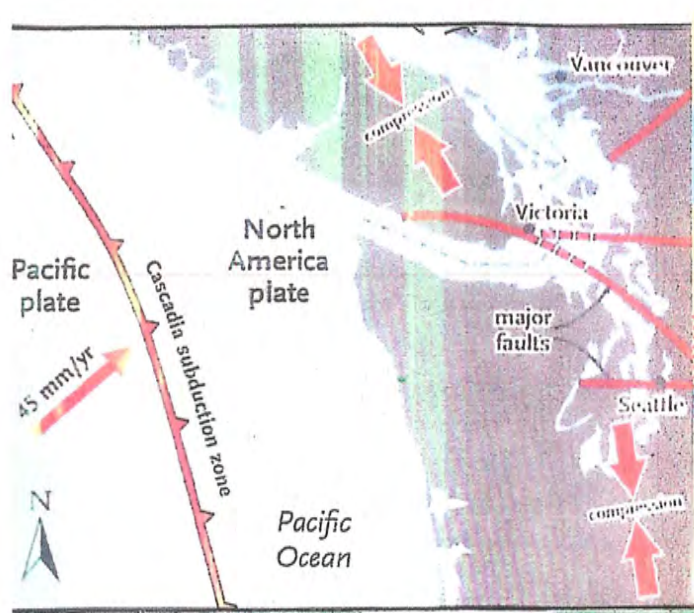 Vancouver
compression
Victoria
North
America
plate
Pacific
plate
Cascadia subduction zone
major
faults
45 mm/yr
Seattle
compression
N
Pacific
Ocean